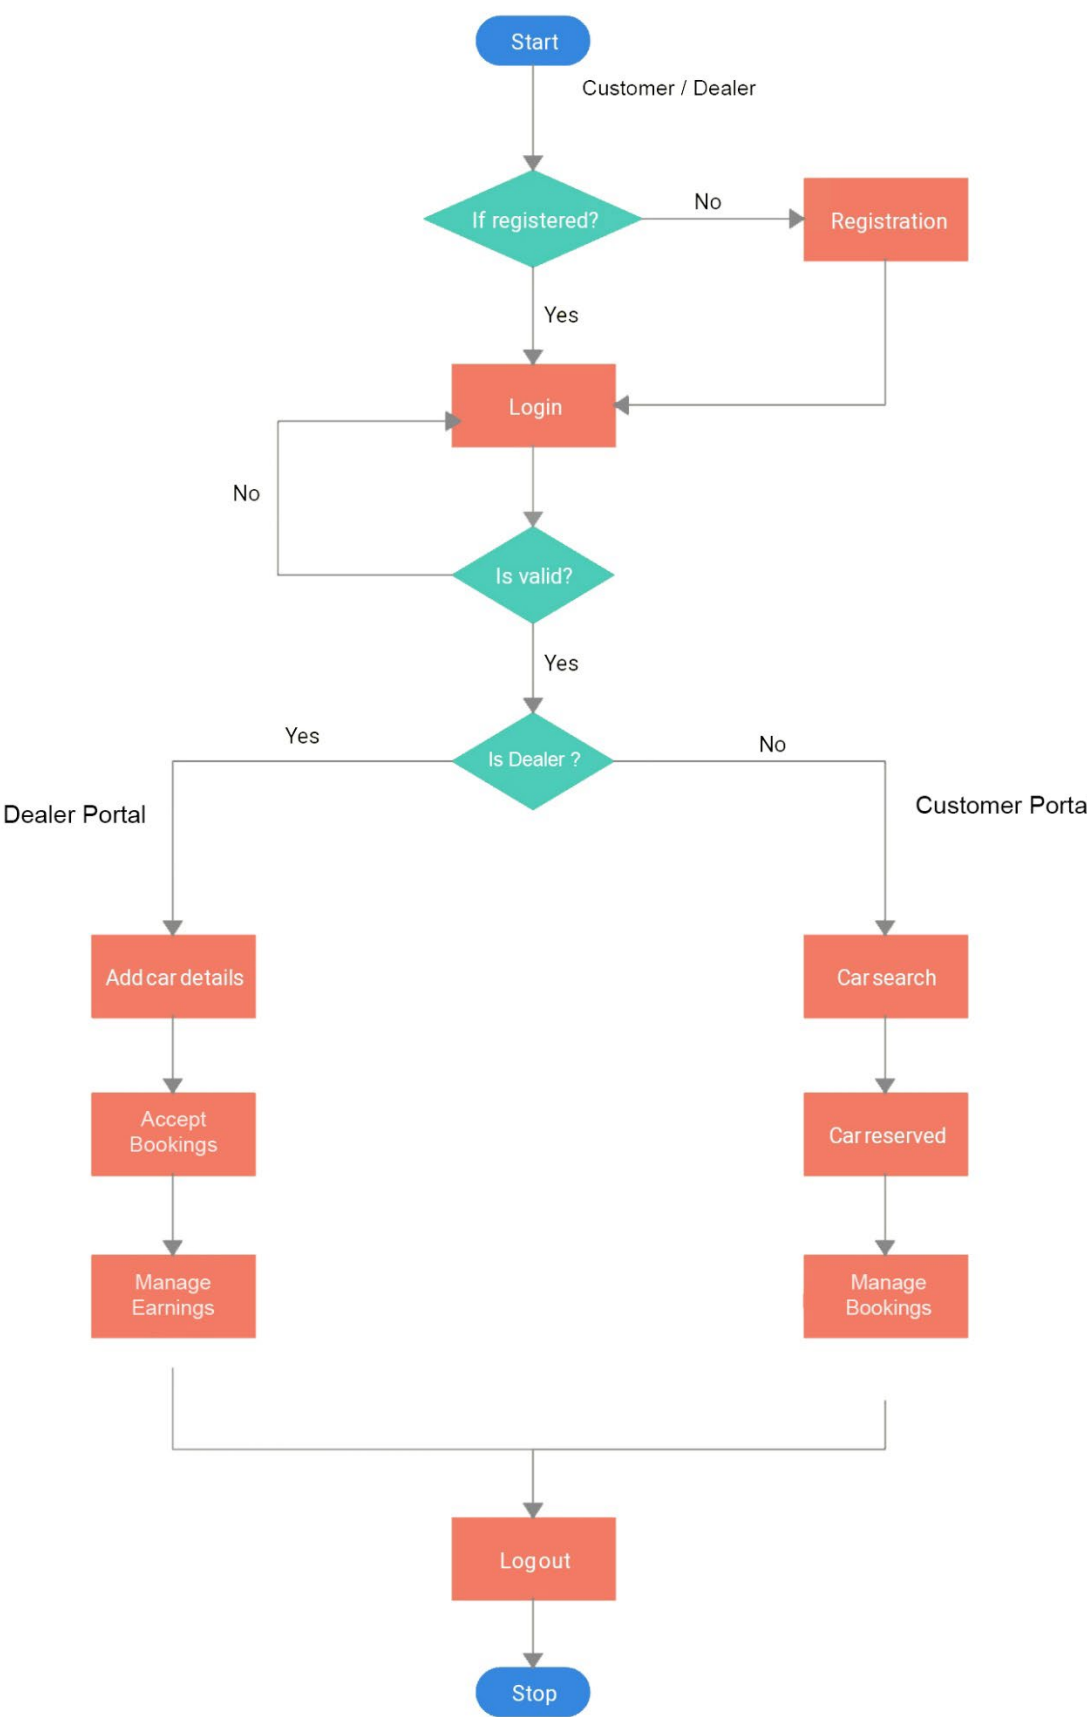 Start
Customer / Dealer
If registered?
No
Registration
Yes
Login
No
Is valid?
Yes
Yes
Is Dealer ?
No
Dealer Portal
Customer Porta
Add car details
Car search
Accept
Bookings
Car reserved
Manage
Earnings
Manage
Bookings
Logout
Stop